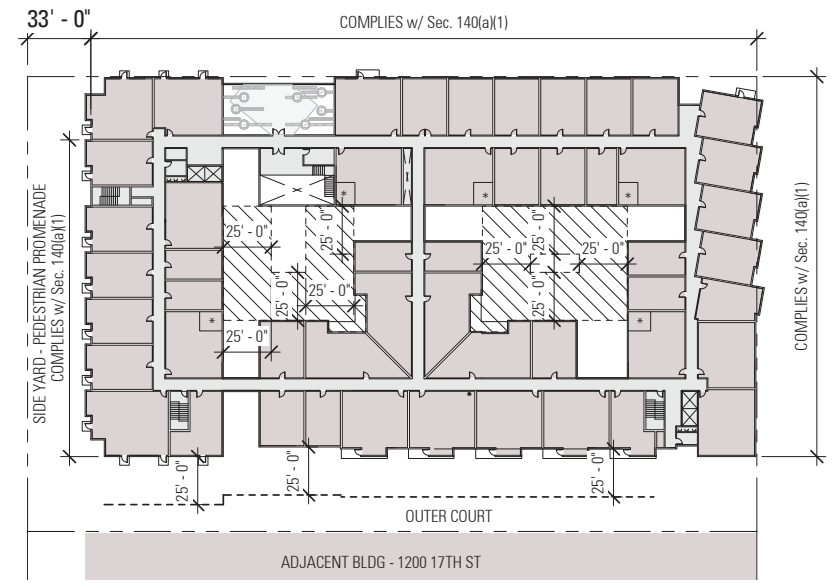 33' - 0"
COMPLIES w/ Sec. 140(a)(1)
SIDE YARD - PEDESTRIAN PROMENADE
COMPLIES w/ Sec. 140(a)(1)
COMPLIES w/ Sec. 140(a)(1)
*
*
*
25' - 0"
25' - 0"
25' - 0"
25' - 0"
25' - 0"
25' - 0"
25' - 0"
25' - 0"
*
*
25' - 0"
25' - 0"
25' - 0"
25' - 0"
OUTER COURT
ADJACENT BLDG - 1200 17TH ST